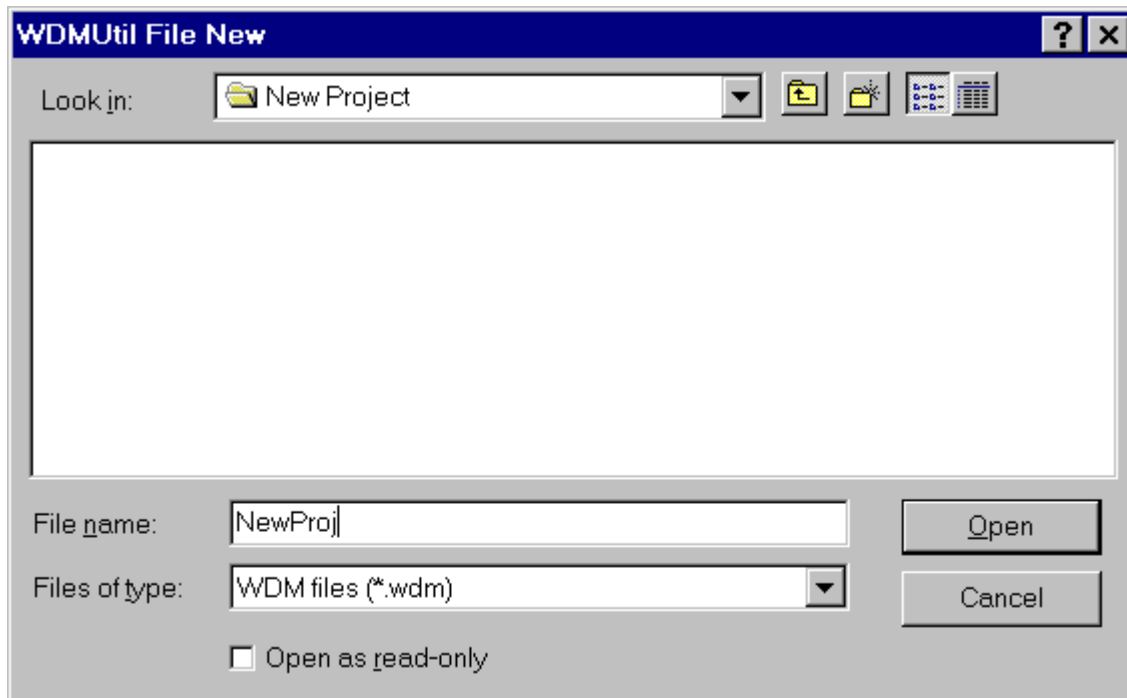 WDMUtil File New
Look in: New Project
File name: NewProj
Open
Files of type: WDM files (*.wdm)
Cancel
Open as read-only